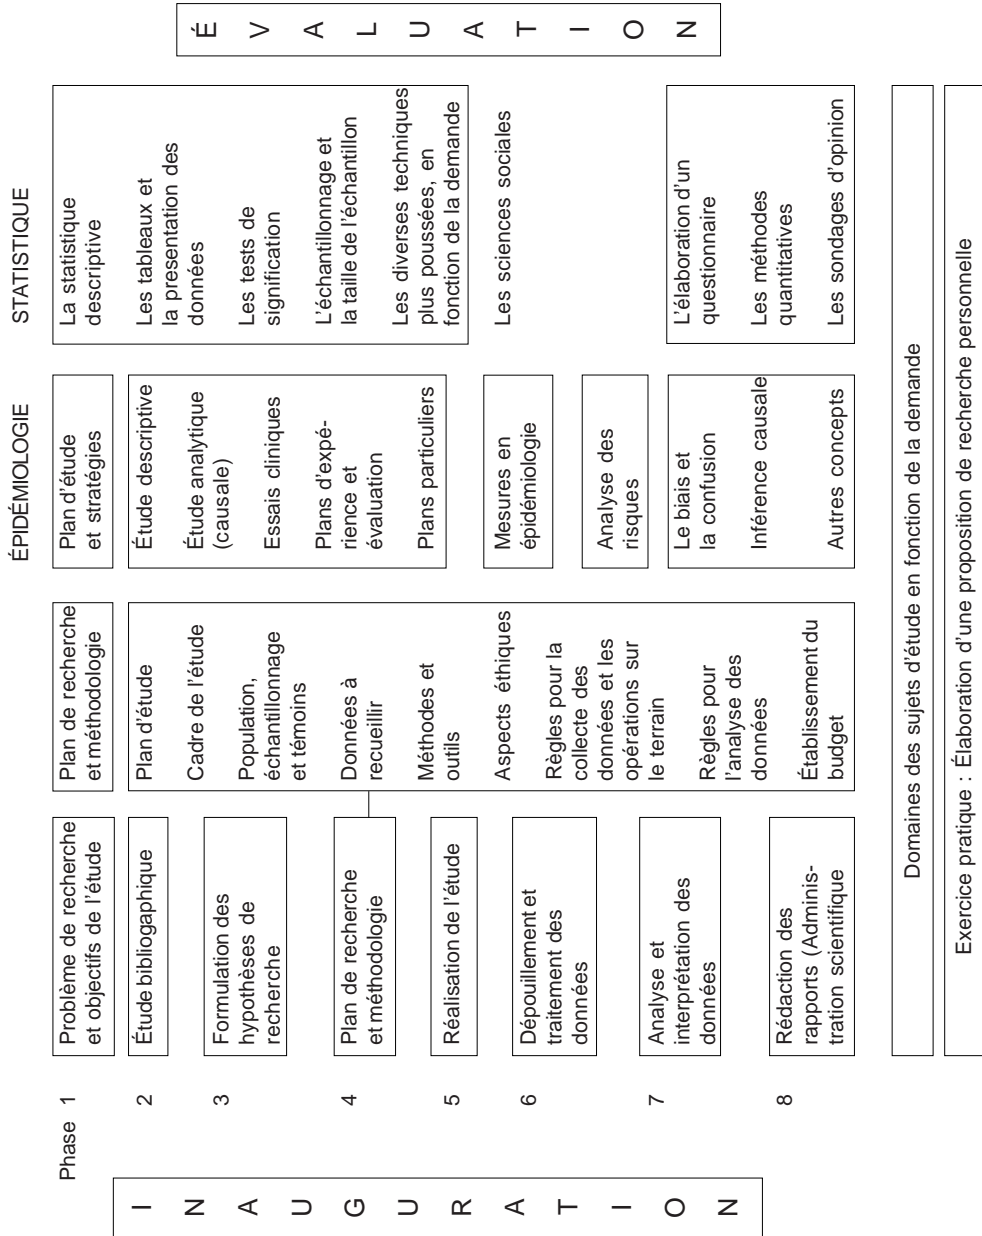 I N A U G U R A T I O N
Phase 1
2
3
4
5
6
7
8
Problème de recherche
et objectifs de l'étude
Étude bibliogaphique
Formulation des
hypothèses de
recherche
Plan de recherche
et méthodologie
Réalisation de l'étude
Dépouillement et
traitement des
données
Analyse et
interprétation des
données
Rédaction des
rapports (Adminis-
tration scientifique
Plan de recherche
et méthodologie
Plan d'étude
Cadre de l'étude
Population,
échantillonnage
et témoins
Données à
recueillir
Méthodes et
outils
Aspects éthiques
Règles pour la
collecte des
données et les
opérations sur
le terrain
Règles pour
l'analyse des
données
Établissement du
budget
ÉPIDÉMIOLOGIE
Plan d'étude
et stratégies
Étude descriptive
Étude analytique
(causale)
Essais cliniques
Plans d'expé-
rience et
évaluation
Plans particuliers
Mesures en
épidémiologie
Analyse des
risques
Le biais et
la confusion
Inférence causale
Autres concepts
STATISTIQUE
La statistique
descriptive
Les tableaux et
la presentation des
données
Les tests de
signification
L'échantillonnage et
la taille de l'échantillon
Les diverses techniques
plus poussées, en
fonction de la demande
Les sciences sociales
L'élaboration d'un
questionnaire
Les méthodes
quantitatives
Les sondages d'opinion
É V A L U A T I O N
Domaines des sujets d'étude en fonction de la demande
Exercice pratique : Élaboration d'une proposition de recherche personnelle